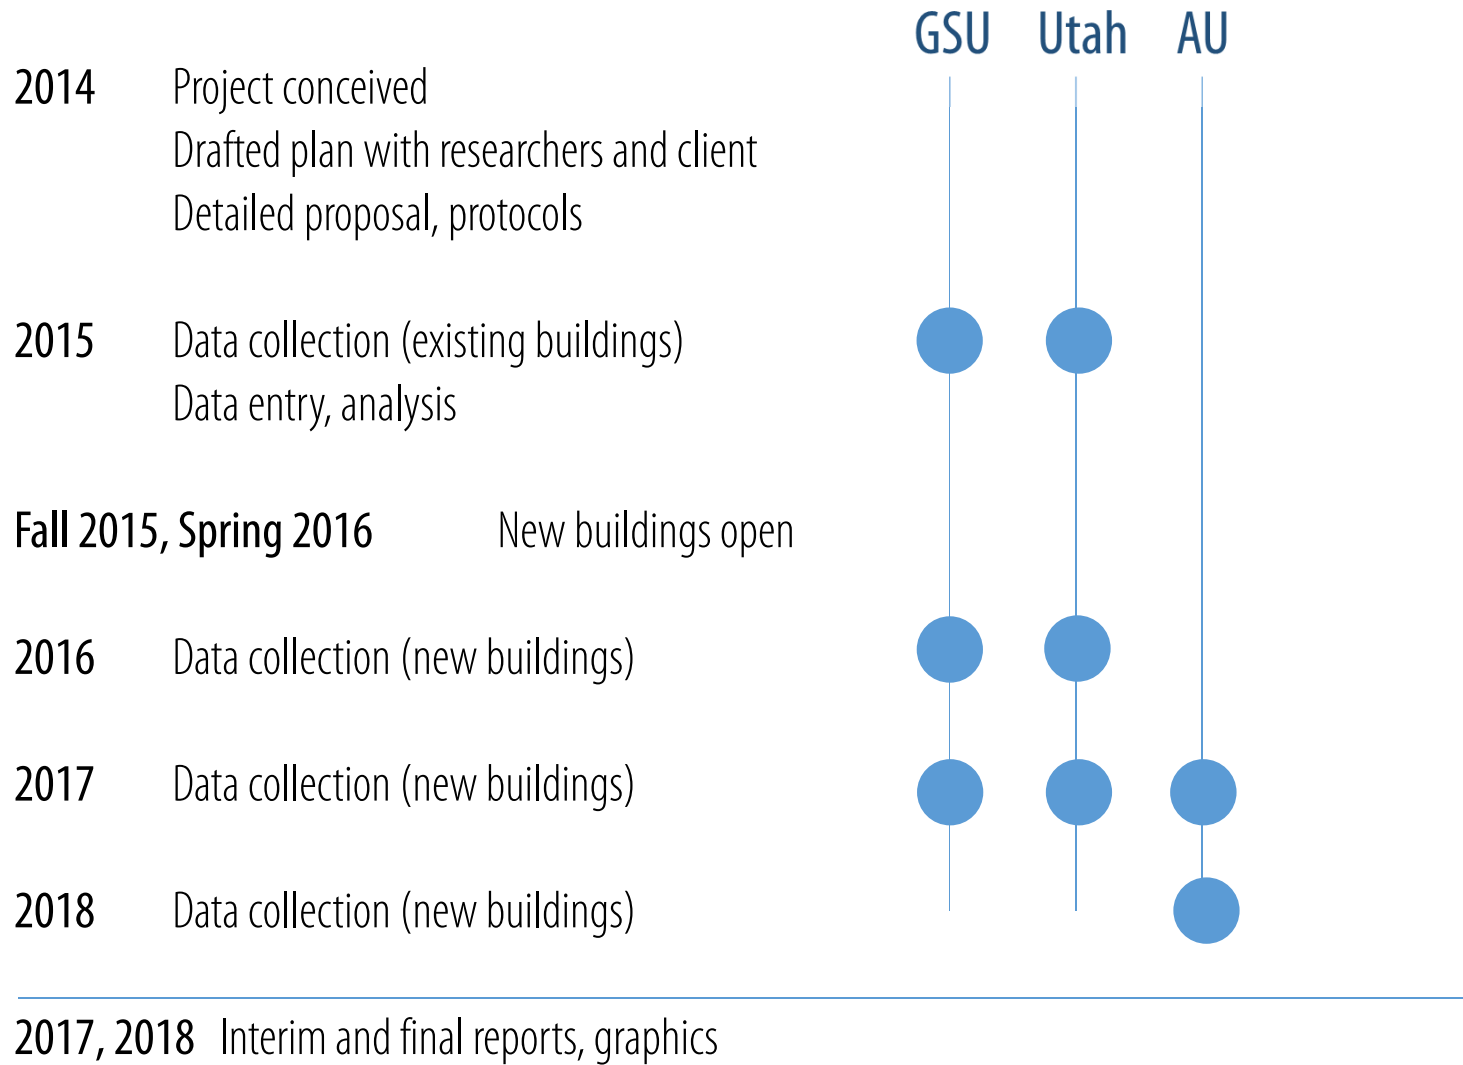 GSU Utah AU
2014 Project conceived
Drafted plan with researchers and client
Detailed proposal, protocols
2015 Data collection (existing buildings)
Data entry, analysis
Fall 2015, Spring 2016 New buildings open
2016 Data collection (new buildings)
2017 Data collection (new buildings)
2018 Data collection (new buildings)
2017, 2018 Interim and final reports, graphics